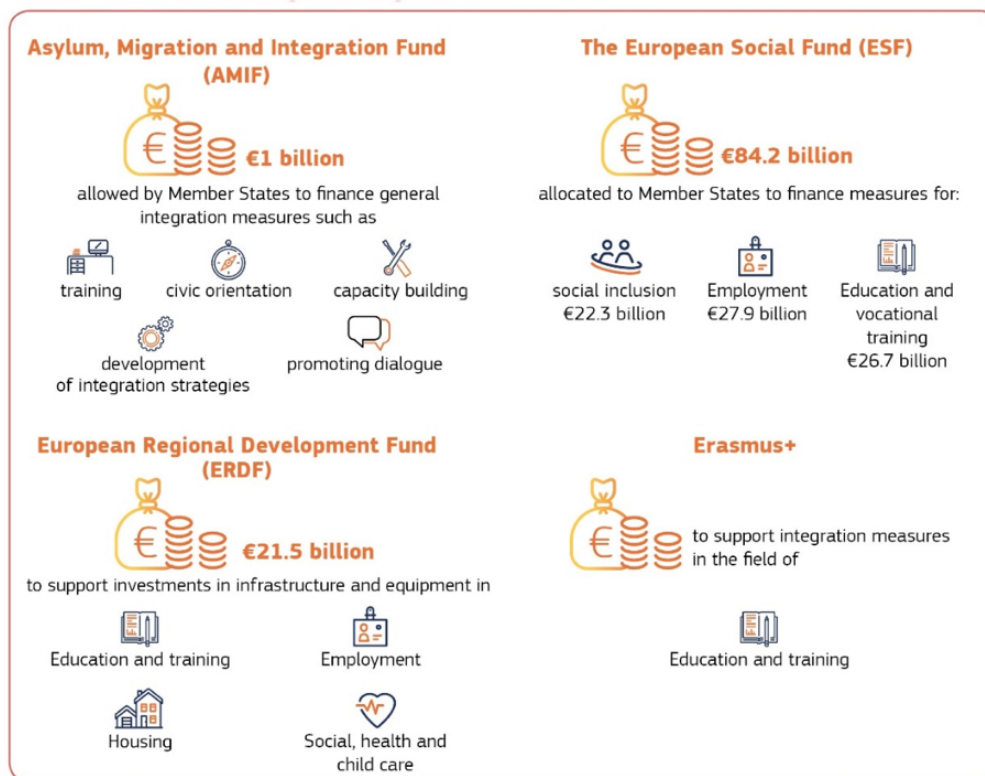 Asylum, Migration and Integration Fund
(AMIF)
€1 billion
allowed by Member States to finance general
integration measures such as
training
civic orientation
capacity building
development
of integration strategies
promoting dialogue
The European Social Fund (ESF)
€84.2 billion
allocated to Member States to finance measures for:
social inclusion
€22.3 billion
Employment
€27.9 billion
Education and
vocational
training
€26.7 billion
European Regional Development Fund
(ERDF)
€21.5 billion
to support investments in infrastructure and equipment in
Education and training
Employment
Housing
Social, health and
child care
Erasmus+
to support integration measures
in the field of
Education and training